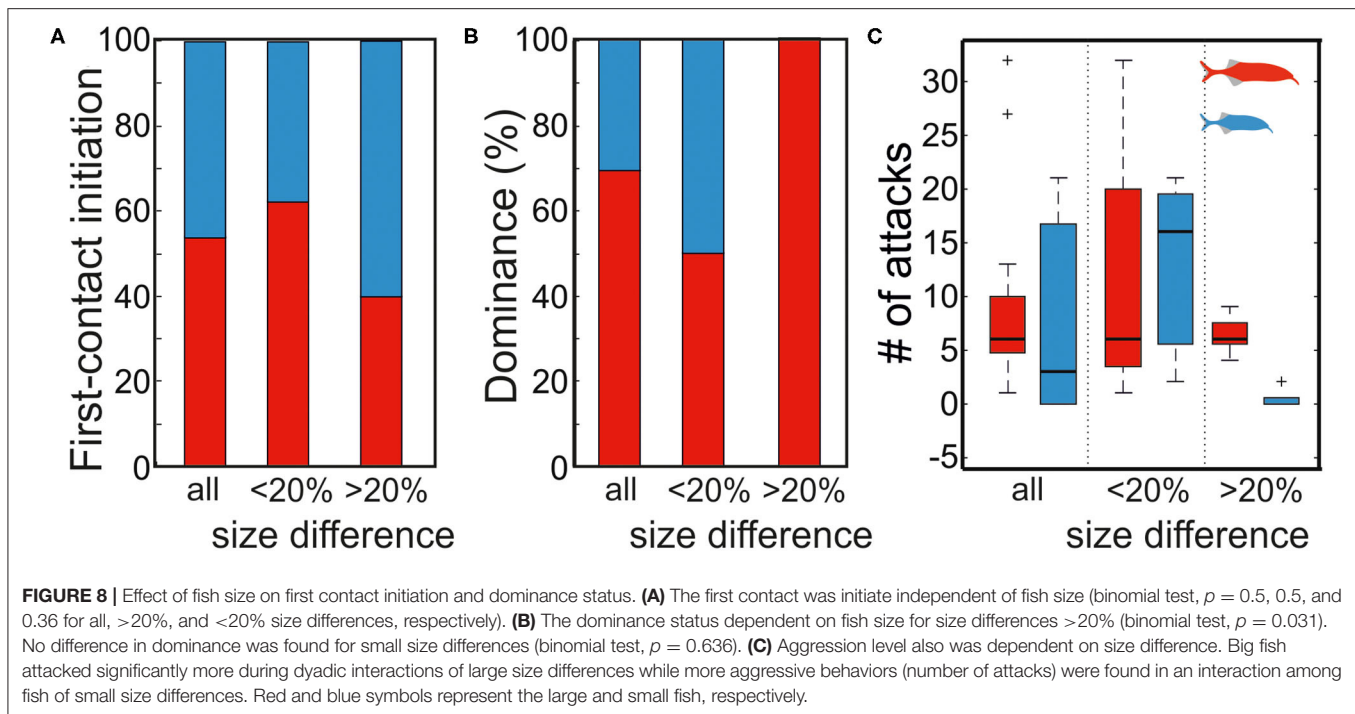 A
100
80
60
40
20
0
First-contact initiation
all <20% >20%
size difference
B
100
80
60
40
20
0
Dominance (%)
all <20% >20%
size difference
C
30
25
20
15
10
5
0
-5
# of attacks
all <20% >20%
size difference
FIGURE 8 | Effect of fish size on first contact initiation and dominance status. (A) The first contact was initiate independent of fish size (binomial test, p = 0.5, 0.5, and
0.36 for all, >20%, and <20% size differences, respectively). (B) The dominance status dependent on fish size for size differences >20% (binomial test, p = 0.031).
No difference in dominance was found for small size differences (binomial test, p = 0.636). (C) Aggression level also was dependent on size difference. Big fish
attacked significantly more during dyadic interactions of large size differences while more aggressive behaviors (number of attacks) were found in an interaction among
fish of small size differences. Red and blue symbols represent the large and small fish, respectively.